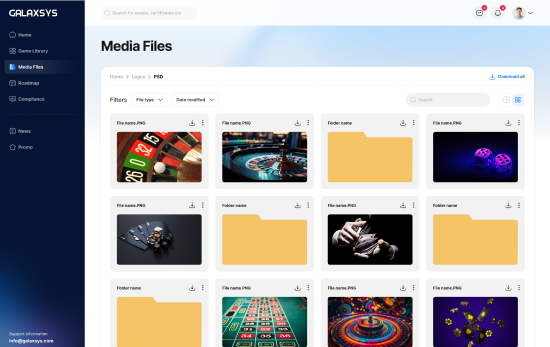 GALAXSYS
Search for assets, certificates etc
Home
Game Library
Media Files
Roadmap
Compliance
News
Promo
Support Information
info@galaxsys.com
Media Files
Home > Logos > PSD
Download all
Filters
File type
Date modified
Search
File name.PNG
File name.PNG
Folder name
File name.PNG
File name.PNG
Folder name
File name.PNG
Folder name
Folder name
File name.PNG
File name.PNG
File name.PNG